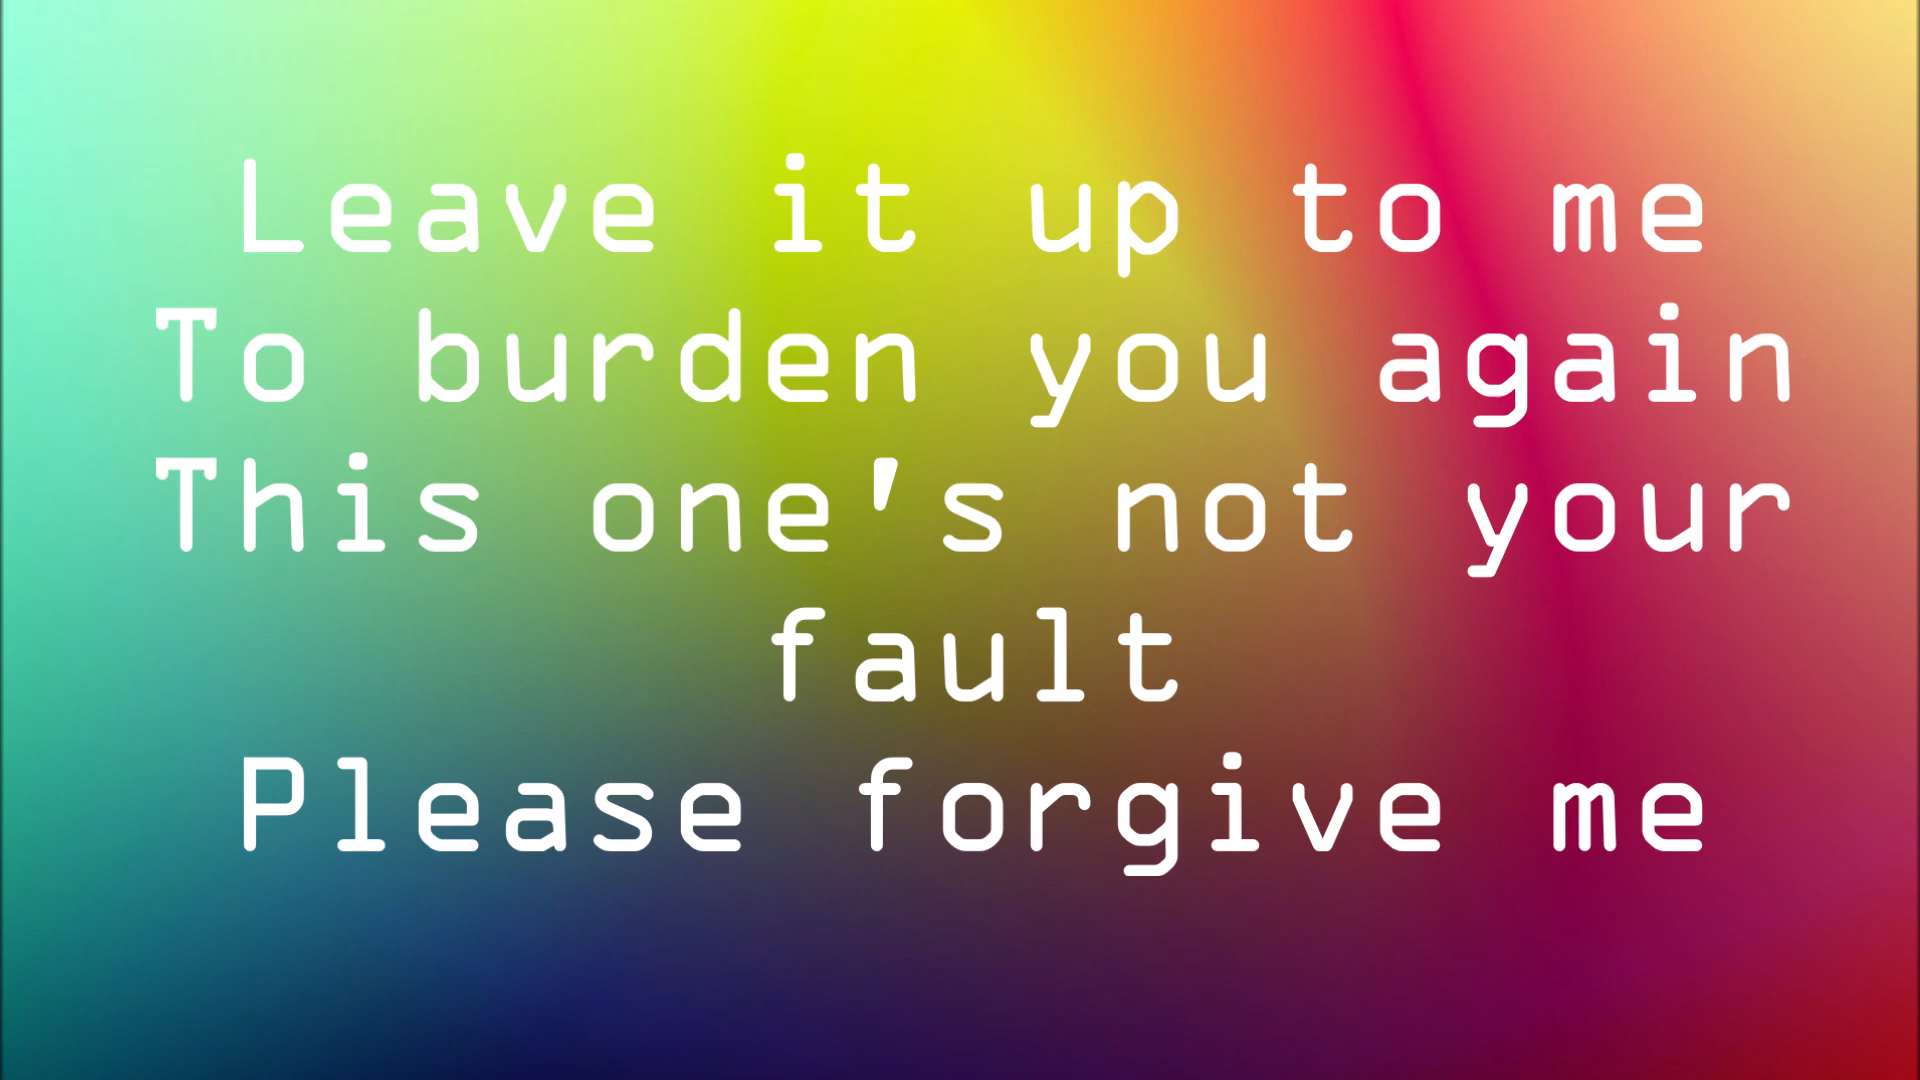 Leave it up to me
To burden you again
This one's not your
fault
Please forgive me